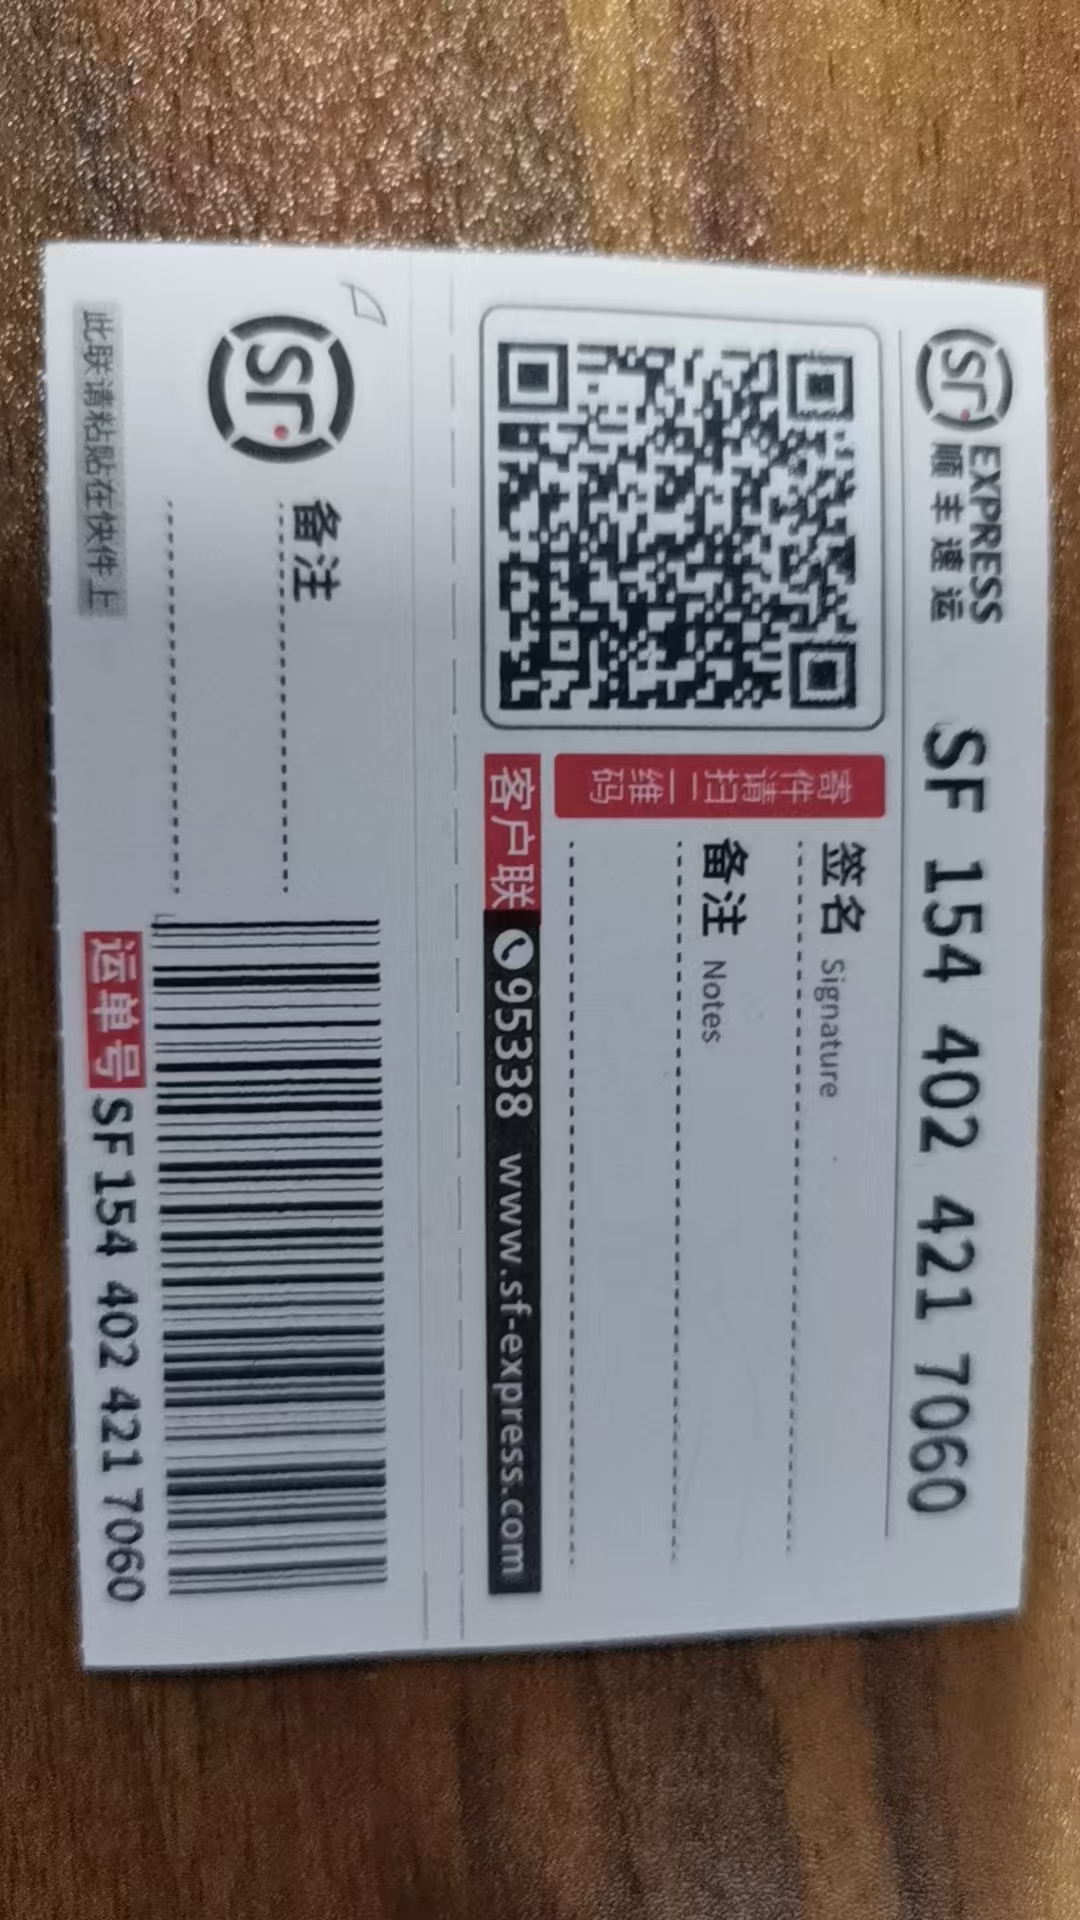 SF EXPRESS
顺丰速运
SF 154 402 421 7060
签名 Signature
备注 Notes
寄件请扫二维码
客户联 95338 www.sf-express.com
SF
备注
此联请粘贴在快件上
运单号 SF154 402 421 7060